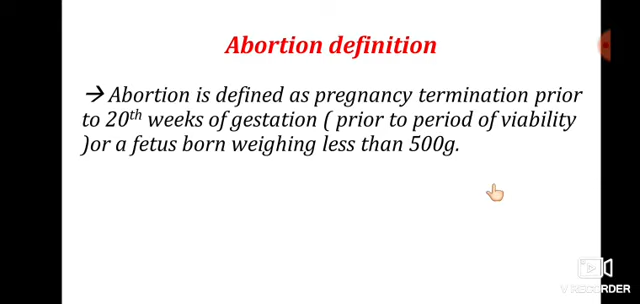 Abortion definition
→ Abortion is defined as pregnancy termination prior
to 20th weeks of gestation ( prior to period of viability
)or a fetus born weighing less than 500g.
V RECORDER